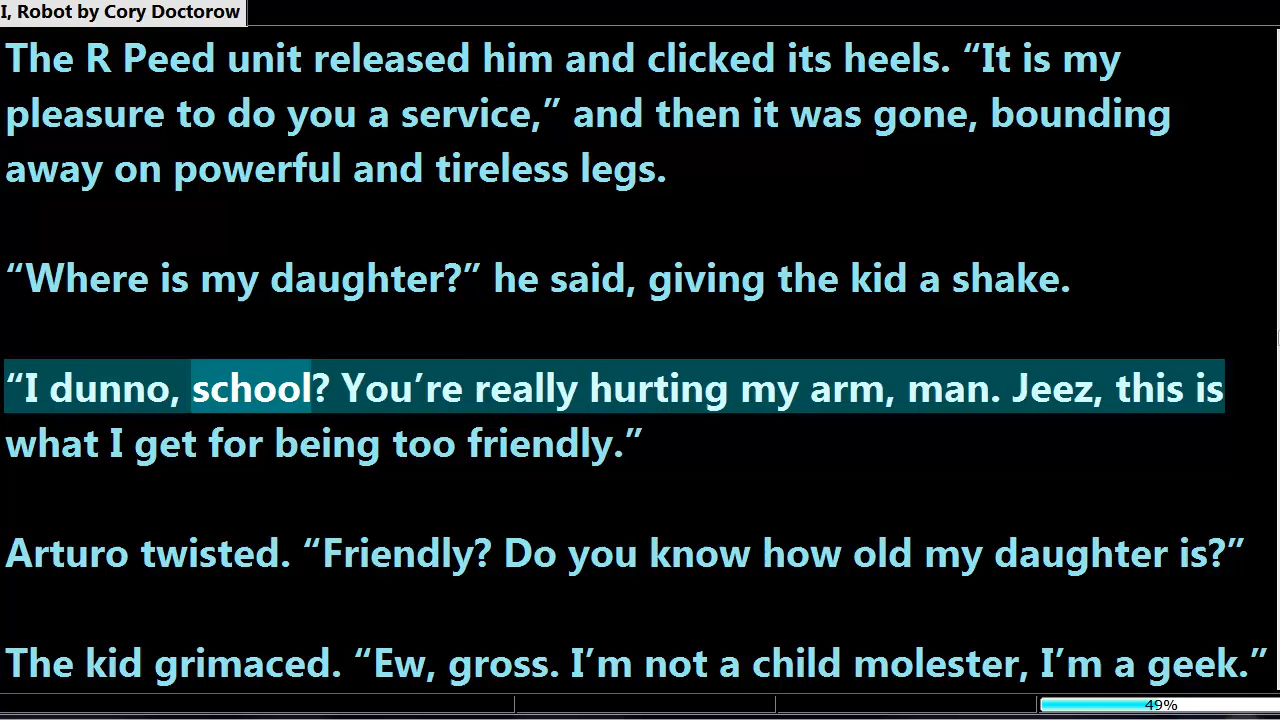 I, Robot by Cory Doctorow
The R Peed unit released him and clicked its heels. “It is my
pleasure to do you a service,” and then it was gone, bounding
away on powerful and tireless legs.
“Where is my daughter?” he said, giving the kid a shake.
“I dunno, school? You’re really hurting my arm, man. Jeez, this is
what I get for being too friendly.”
Arturo twisted. “Friendly? Do you know how old my daughter is?”
The kid grimaced. “Ew, gross. I’m not a child molester, I’m a geek.”
49%